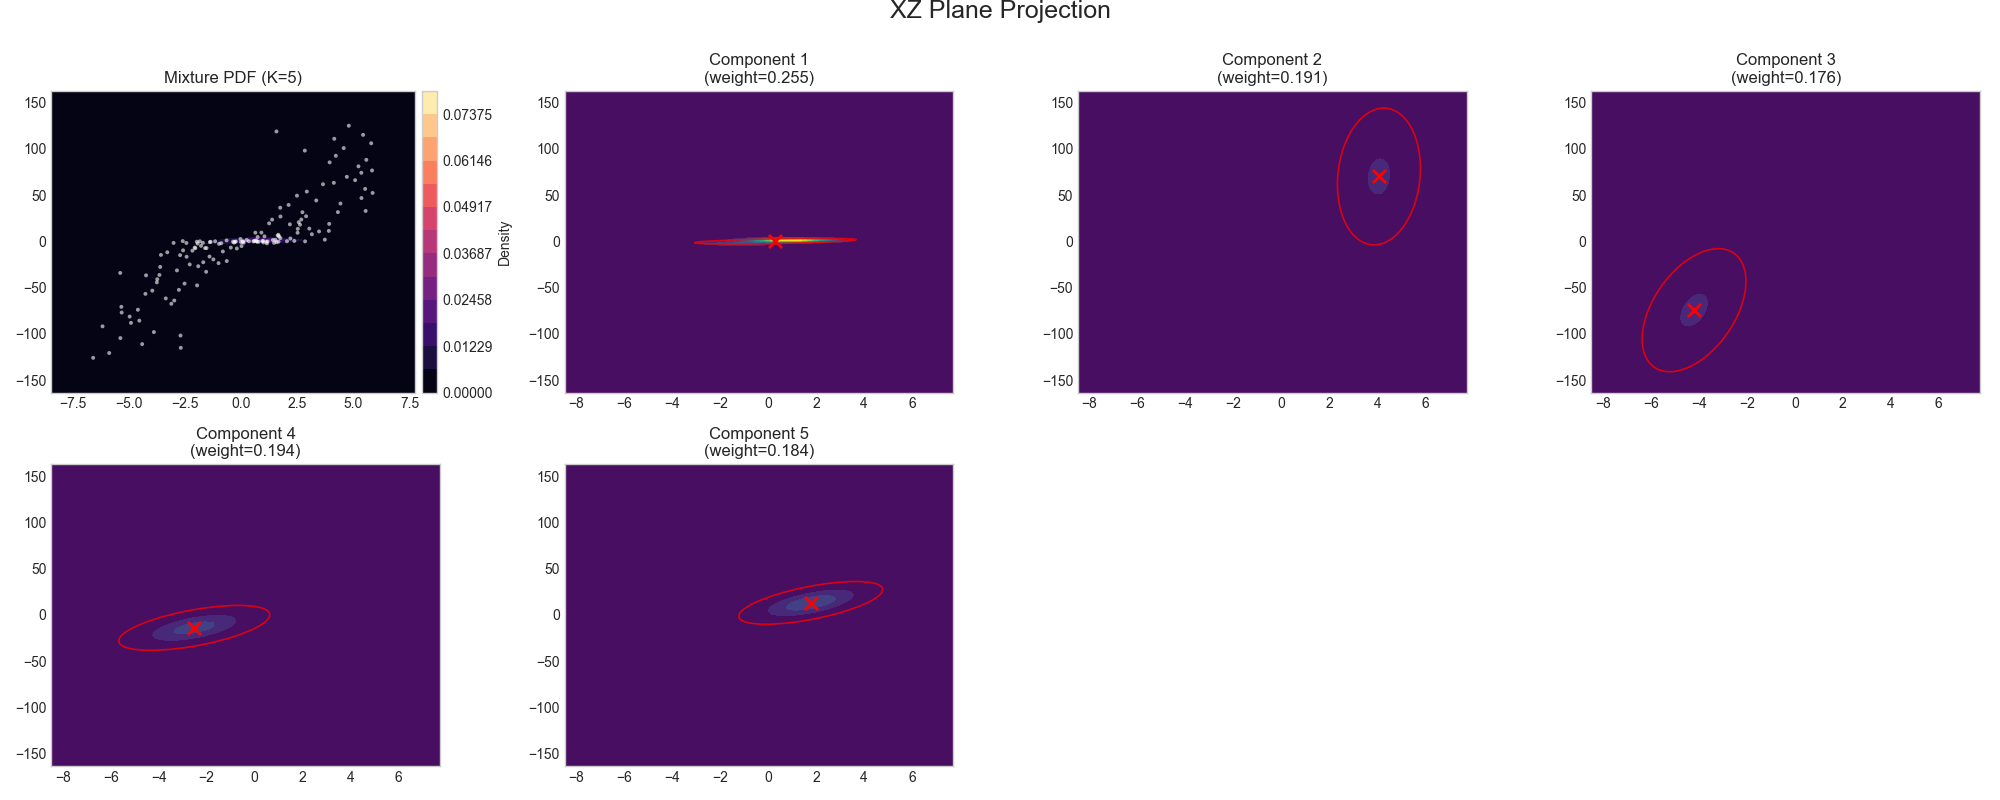 XZ Plane Projection
Mixture PDF (K=5)
150
100
50
0
−50
−100
−150
−7.5 −5.0 −2.5 0.0 2.5 5.0 7.5
0.07375
0.06146
0.04917
0.03687
0.02458
0.01229
0.00000
Density
Component 1
(weight=0.255)
150
100
50
0
−50
−100
−150
−8 −6 −4 −2 0 2 4 6
Component 2
(weight=0.191)
150
100
50
0
−50
−100
−150
−8 −6 −4 −2 0 2 4 6
Component 3
(weight=0.176)
150
100
50
0
−50
−100
−150
−8 −6 −4 −2 0 2 4 6
Component 4
(weight=0.194)
150
100
50
0
−50
−100
−150
−8 −6 −4 −2 0 2 4 6
Component 5
(weight=0.184)
150
100
50
0
−50
−100
−150
−8 −6 −4 −2 0 2 4 6